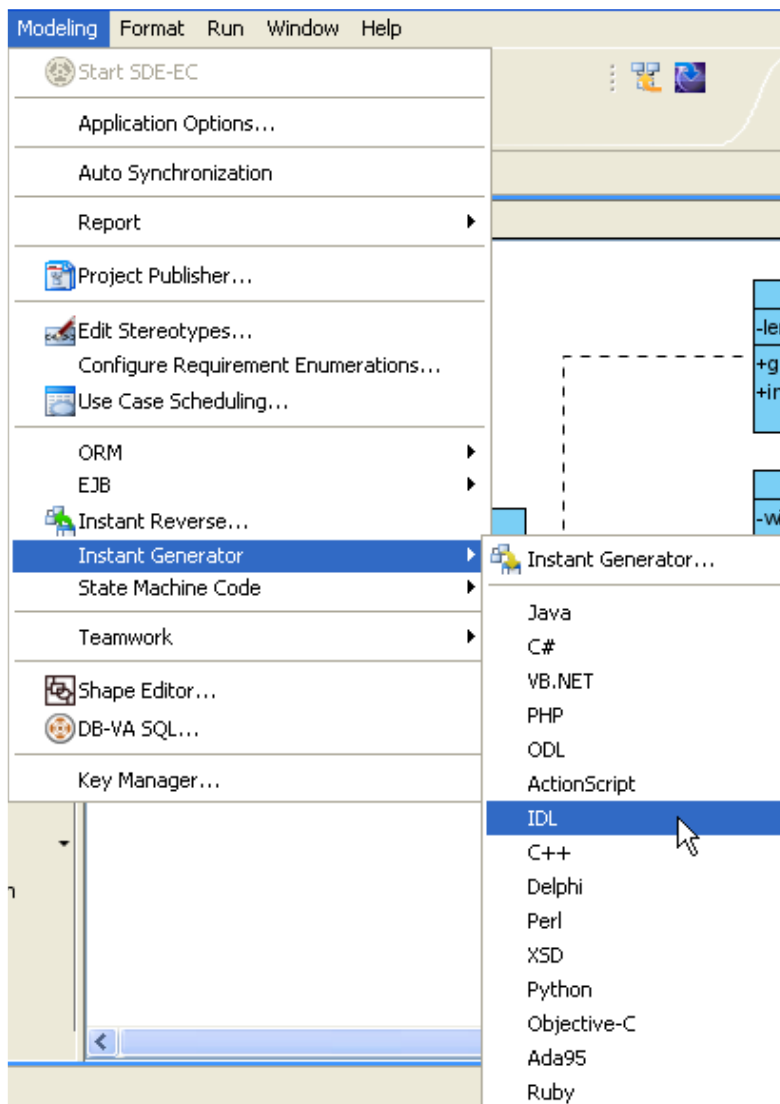 Modeling Format Run Window Help
Start SDE-EC
Application Options...
Auto Synchronization
Report
Project Publisher...
Edit Stereotypes...
Configure Requirement Enumerations...
Use Case Scheduling...
ORM
EJB
Instant Reverse...
Instant Generator
State Machine Code
Teamwork
Shape Editor...
DB-VA SQL...
Key Manager...
Instant Generator...
Java
C#
VB.NET
PHP
ODL
ActionScript
IDL
C++
Delphi
Perl
XSD
Python
Objective-C
Ada95
Ruby